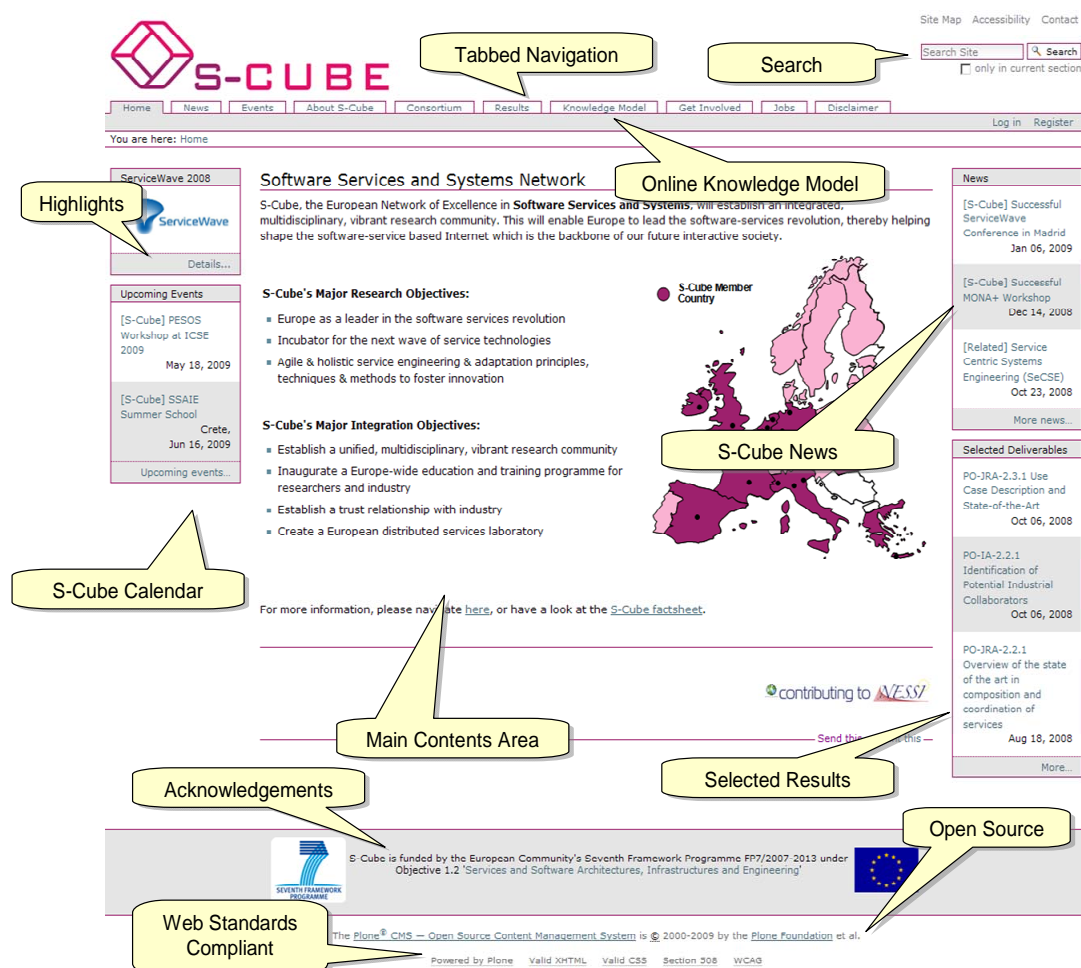 Site Map Accessibility Contact
S-CUBE
Tabbed Navigation
Search
Search Site
Search
only in current section
Home News Events About S-Cube Consortium Results Knowledge Model Get Involved Jobs Disclaimer
Log in Register
You are here: Home
ServiceWave 2008
Highlights
ServiceWave
Details...
Upcoming Events
[S-Cube] PESOS
Workshop at ICSE
2009
May 18, 2009
[S-Cube] SSAIE
Summer School
Crete,
Jun 16, 2009
Upcoming events...
S-Cube Calendar
Software Services and Systems Network
Online Knowledge Model
S-Cube, the European Network of Excellence in Software Services and Systems, will establish an integrated,
multidisciplinary, vibrant research community. This will enable Europe to lead the software-services revolution, thereby helping
shape the software-service based Internet which is the backbone of our future interactive society.
S-Cube's Major Research Objectives:
Europe as a leader in the software services revolution
Incubator for the next wave of service technologies
Agile & holistic service engineering & adaptation principles,
techniques & methods to foster innovation
S-Cube's Major Integration Objectives:
Establish a unified, multidisciplinary, vibrant research community
Inaugurate a Europe-wide education and training programme for
researchers and industry
Establish a trust relationship with industry
Create a European distributed services laboratory
S-Cube Member
Country
S-Cube News
For more information, please navigate here, or have a look at the S-Cube factsheet.
contributing to NESSI
Main Contents Area
Send this this —
News
[S-Cube] Successful
ServiceWave
Conference in Madrid
Jan 06, 2009
[S-Cube] Successful
MONA+ Workshop
Dec 14, 2008
[Related] Service
Centric Systems
Engineering (SeCSE)
Oct 23, 2008
More news...
Selected Deliverables
PO-JRA-2.3.1 Use
Case Description and
State-of-the-Art
Oct 06, 2008
PO-IA-2.2.1
Identification of
Potential Industrial
Collaborators
Oct 06, 2008
PO-JRA-2.2.1
Overview of the state
of the art in
composition and
coordination of
services
Aug 18, 2008
More...
Selected Results
Acknowledgements
Open Source
SEVENTH FRAMEWORK
PROGRAMME
S-Cube is funded by the European Community's Seventh Framework Programme FP7/2007-2013 under
Objective 1.2 'Services and Software Architectures, Infrastructures and Engineering'
Web Standards
Compliant
The Plone® CMS — Open Source Content Management System is © 2000-2009 by the Plone Foundation et al.
Powered by Plone Valid XHTML Valid CSS Section 508 WCAG